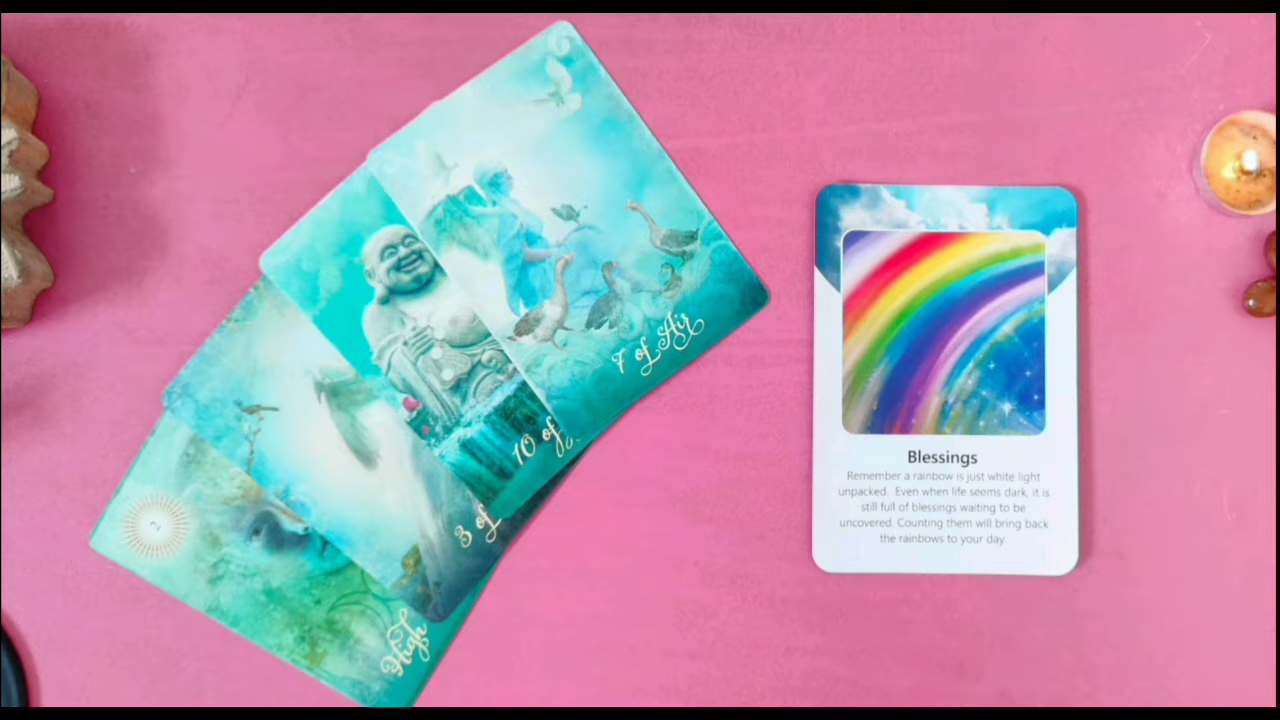 7 of Air
10 of
3 of
High
Blessings
Remember a rainbow is just white light
unpacked. Even when life seems dark, it is
still full of blessings waiting to be
uncovered. Counting them will bring back
the rainbows to your day.